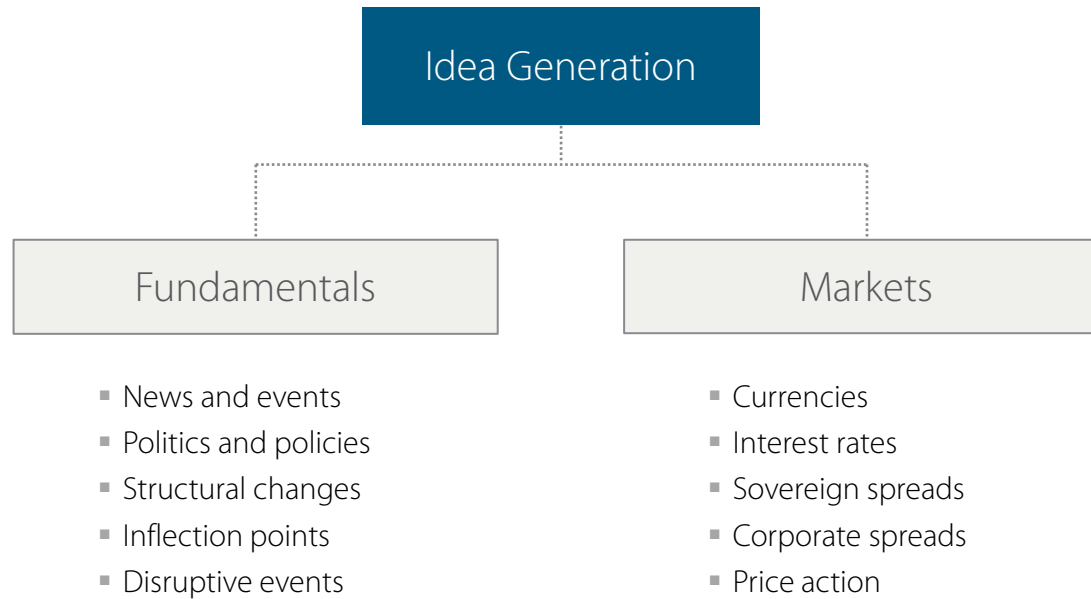 Idea Generation
Fundamentals
▪ News and events
▪ Politics and policies
▪ Structural changes
▪ Inflection points
▪ Disruptive events
Markets
▪ Currencies
▪ Interest rates
▪ Sovereign spreads
▪ Corporate spreads
▪ Price action